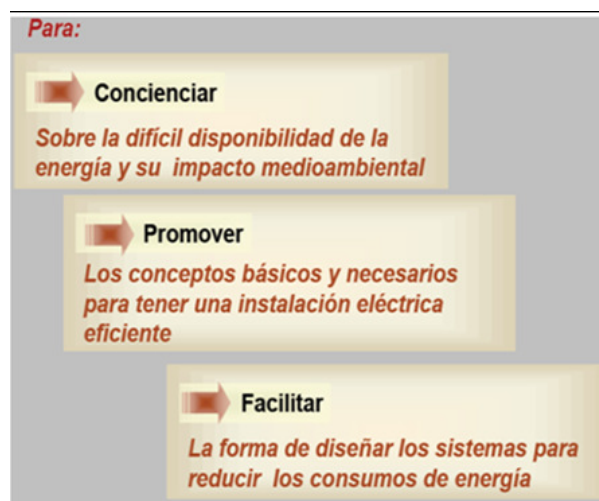 Para:
Concienciar
Sobre la difícil disponibilidad de la
energía y su impacto medioambiental
Promover
Los conceptos básicos y necesarios
para tener una instalación eléctrica
eficiente
Facilitar
La forma de diseñar los sistemas para
reducir los consumos de energía